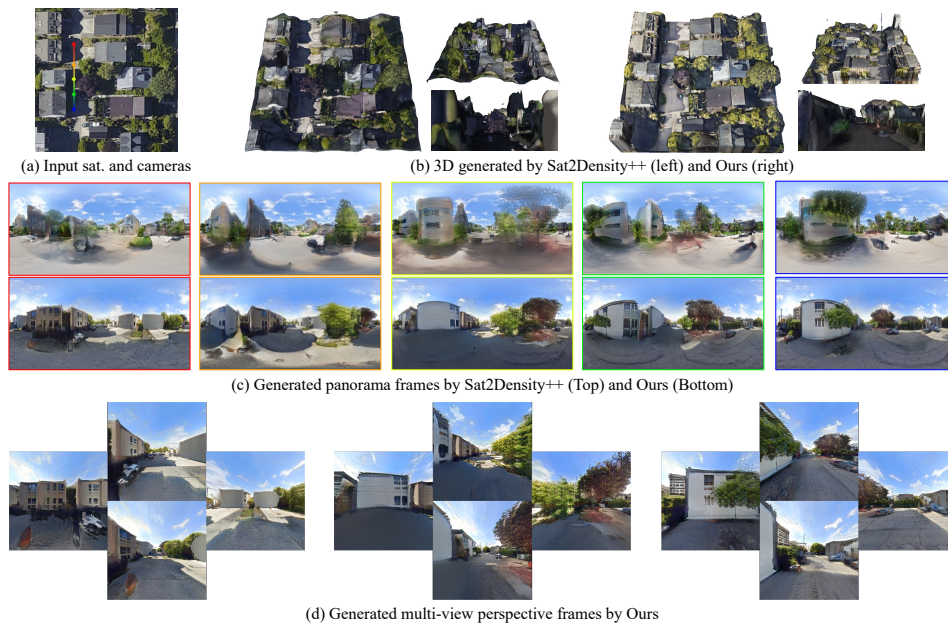 (a) Input sat. and cameras
(b) 3D generated by Sat2Density++ (left) and Ours (right)
(c) Generated panorama frames by Sat2Density++ (Top) and Ours (Bottom)
(d) Generated multi-view perspective frames by Ours